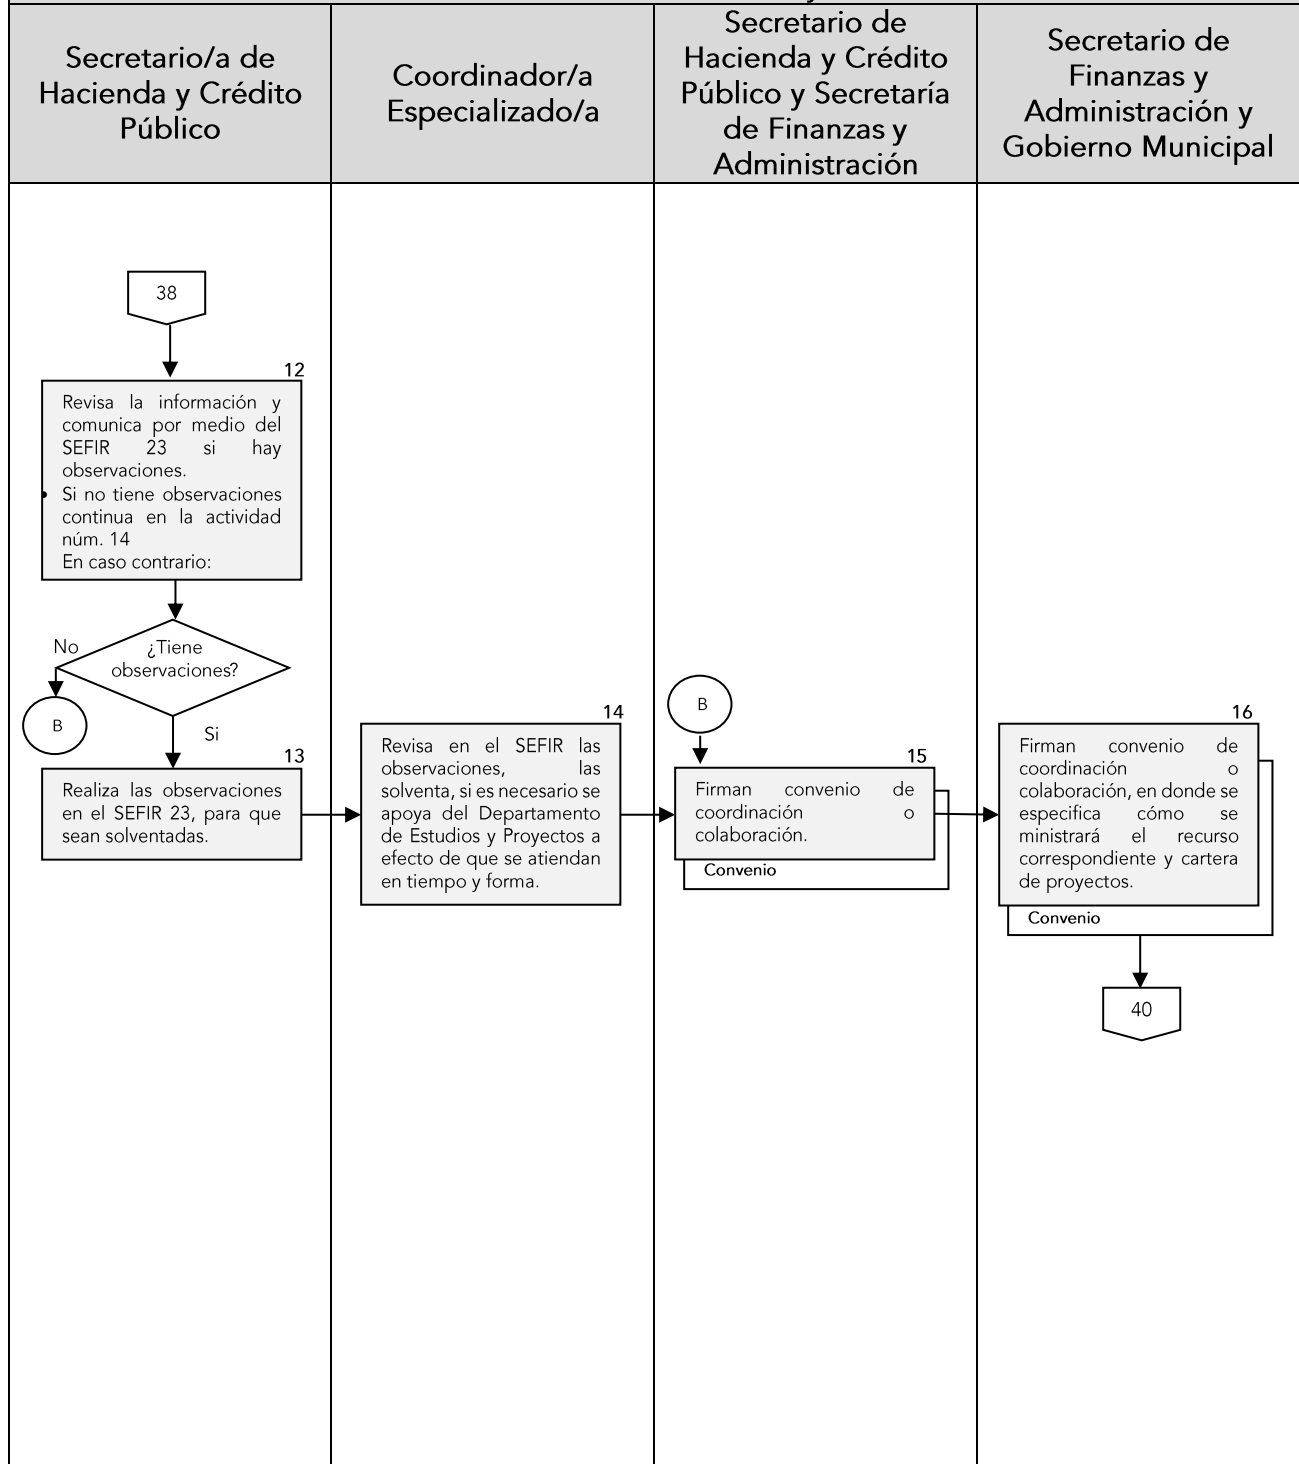 Secretario/a de
Hacienda y Crédito
Público
Coordinador/a
Especializado/a
Secretario de
Hacienda y Crédito
Público y Secretaría
de Finanzas y
Administración
Secretario de
Finanzas y
Administración y
Gobierno Municipal
38
12
Revisa la información y
comunica por medio del
SEFIR 23 si hay
observaciones.
• Si no tiene observaciones
continua en la actividad
núm. 14
En caso contrario:
No
¿Tiene
observaciones?
B
Si
13
Realiza las observaciones
en el SEFIR 23, para que
sean solventadas.
14
Revisa en el SEFIR las
observaciones, las
solventa, si es necesario se
apoya del Departamento
de Estudios y Proyectos a
efecto de que se atiendan
en tiempo y forma.
B
15
Firman convenio de
coordinación o
colaboración.
Convenio
16
Firman convenio de
coordinación o
colaboración, en donde se
especifica cómo se
ministrará el recurso
correspondiente y cartera
de proyectos.
Convenio
40